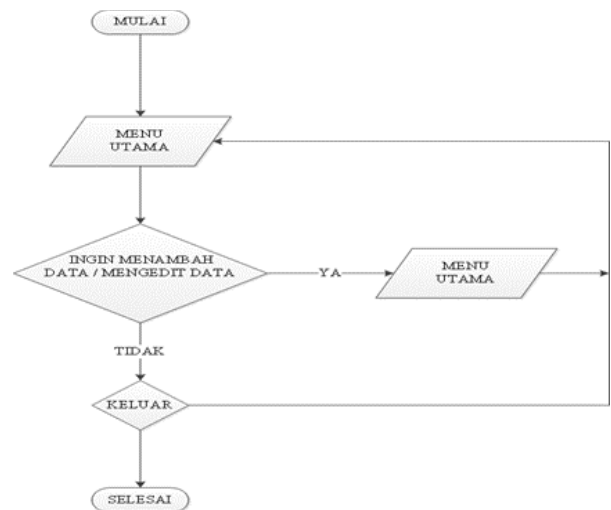 MULAI
MENU
UTAMA
INGIN MENAMBAH
DATA / MENGEDIT DATA
YA
MENU
UTAMA
TIDAK
KELUAR
SELESAI